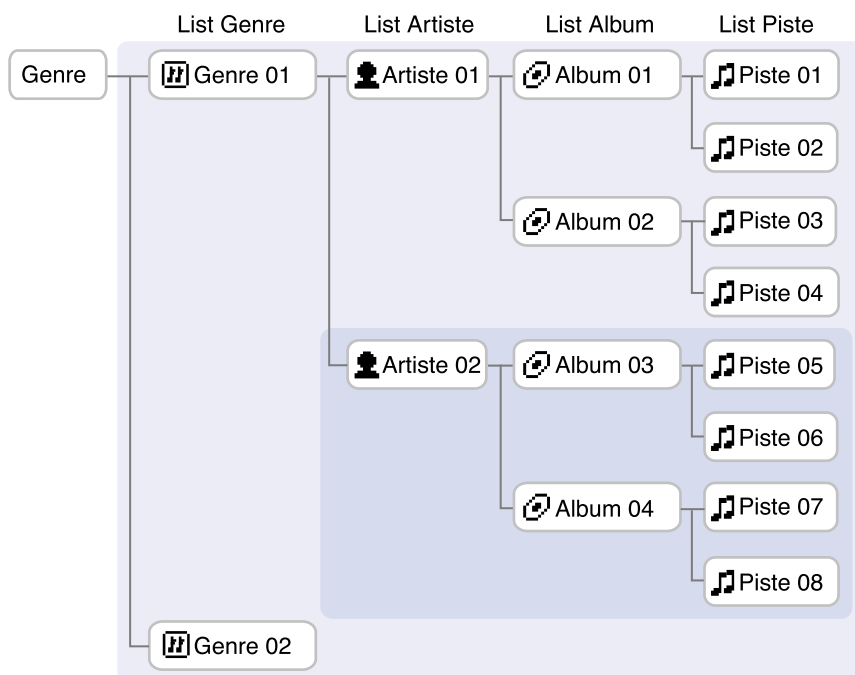 List Genre List Artiste List Album List Piste
Genre Genre 01 Artiste 01 Album 01 Piste 01
Piste 02
Album 02 Piste 03
Piste 04
Artiste 02 Album 03 Piste 05
Piste 06
Album 04 Piste 07
Piste 08
Genre 02